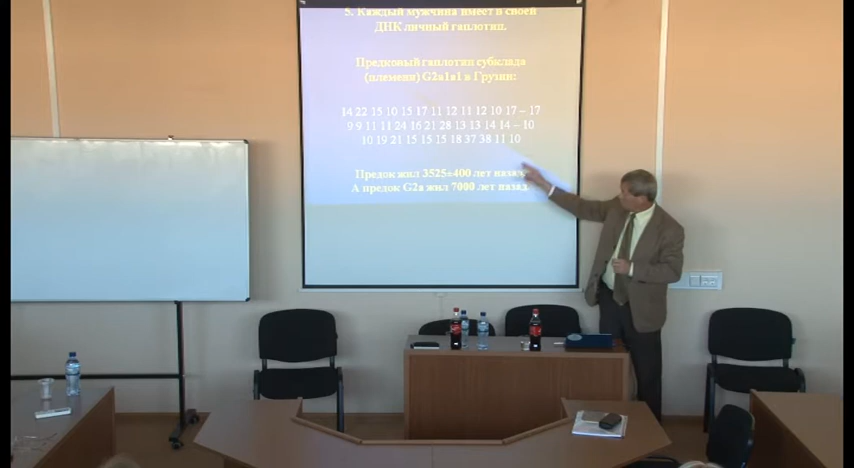 5. Каждый мужчина имеет в своей
ДНК личный гаплотип.
Предковый гаплотип субклада
(племени) G2a1a1 в Грузии:
14 22 15 10 15 17 11 12 11 12 10 17 – 17
9 9 11 11 24 16 21 28 13 13 14 14 – 10
10 19 21 15 15 15 18 37 38 11 10
Предок жил 3525±400 лет назад.
А предок G2a жил 7000 лет назад.